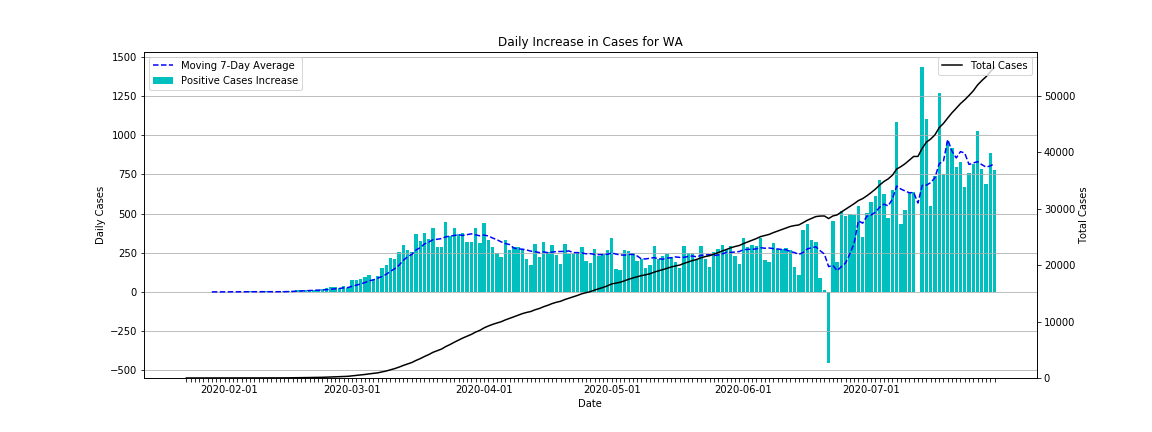 Daily Increase in Cases for WA
Moving 7-Day Average
Positive Cases Increase
Total Cases
1500
1250
1000
750
500
250
0
−250
−500
Daily Cases
50000
40000
30000
20000
10000
0
Total Cases
2020-02-01 2020-03-01 2020-04-01 2020-05-01 2020-06-01 2020-07-01
Date